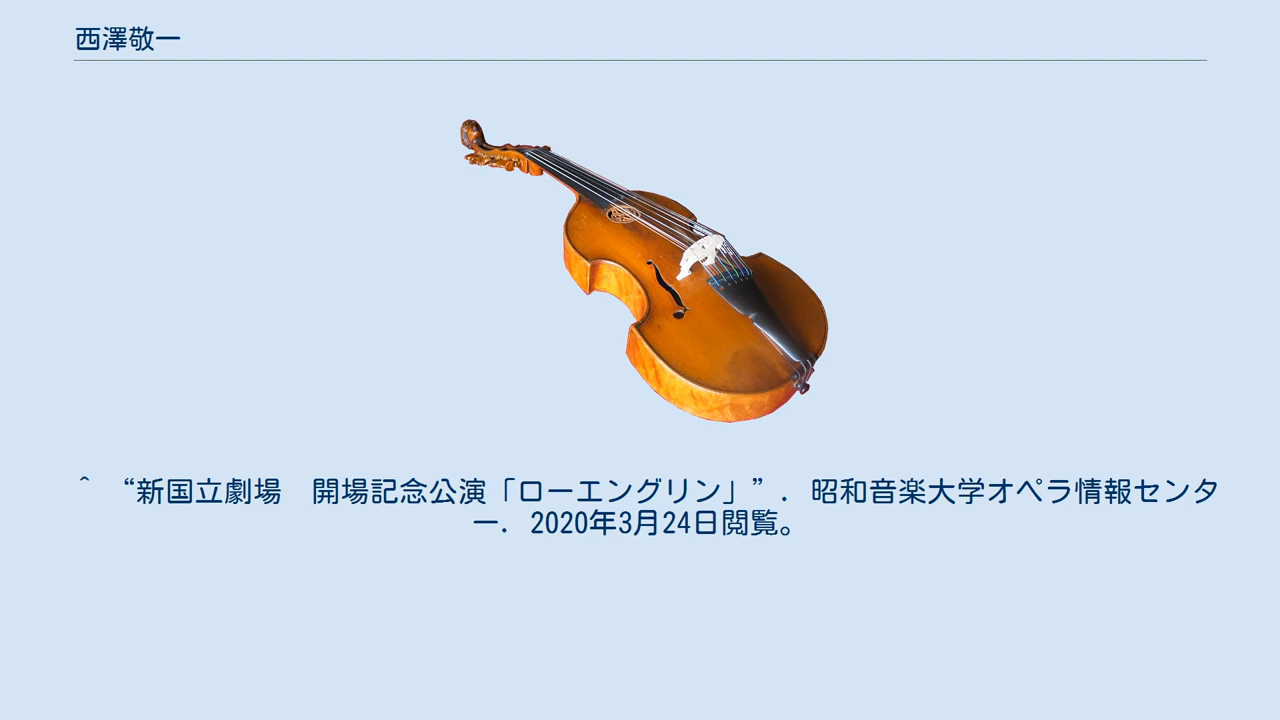 西澤敬一
^ “新国立劇場　開場記念公演「ローエングリン」”. 昭和音楽大学オペラ情報センタ
ー. 2020年3月24日閲覧。